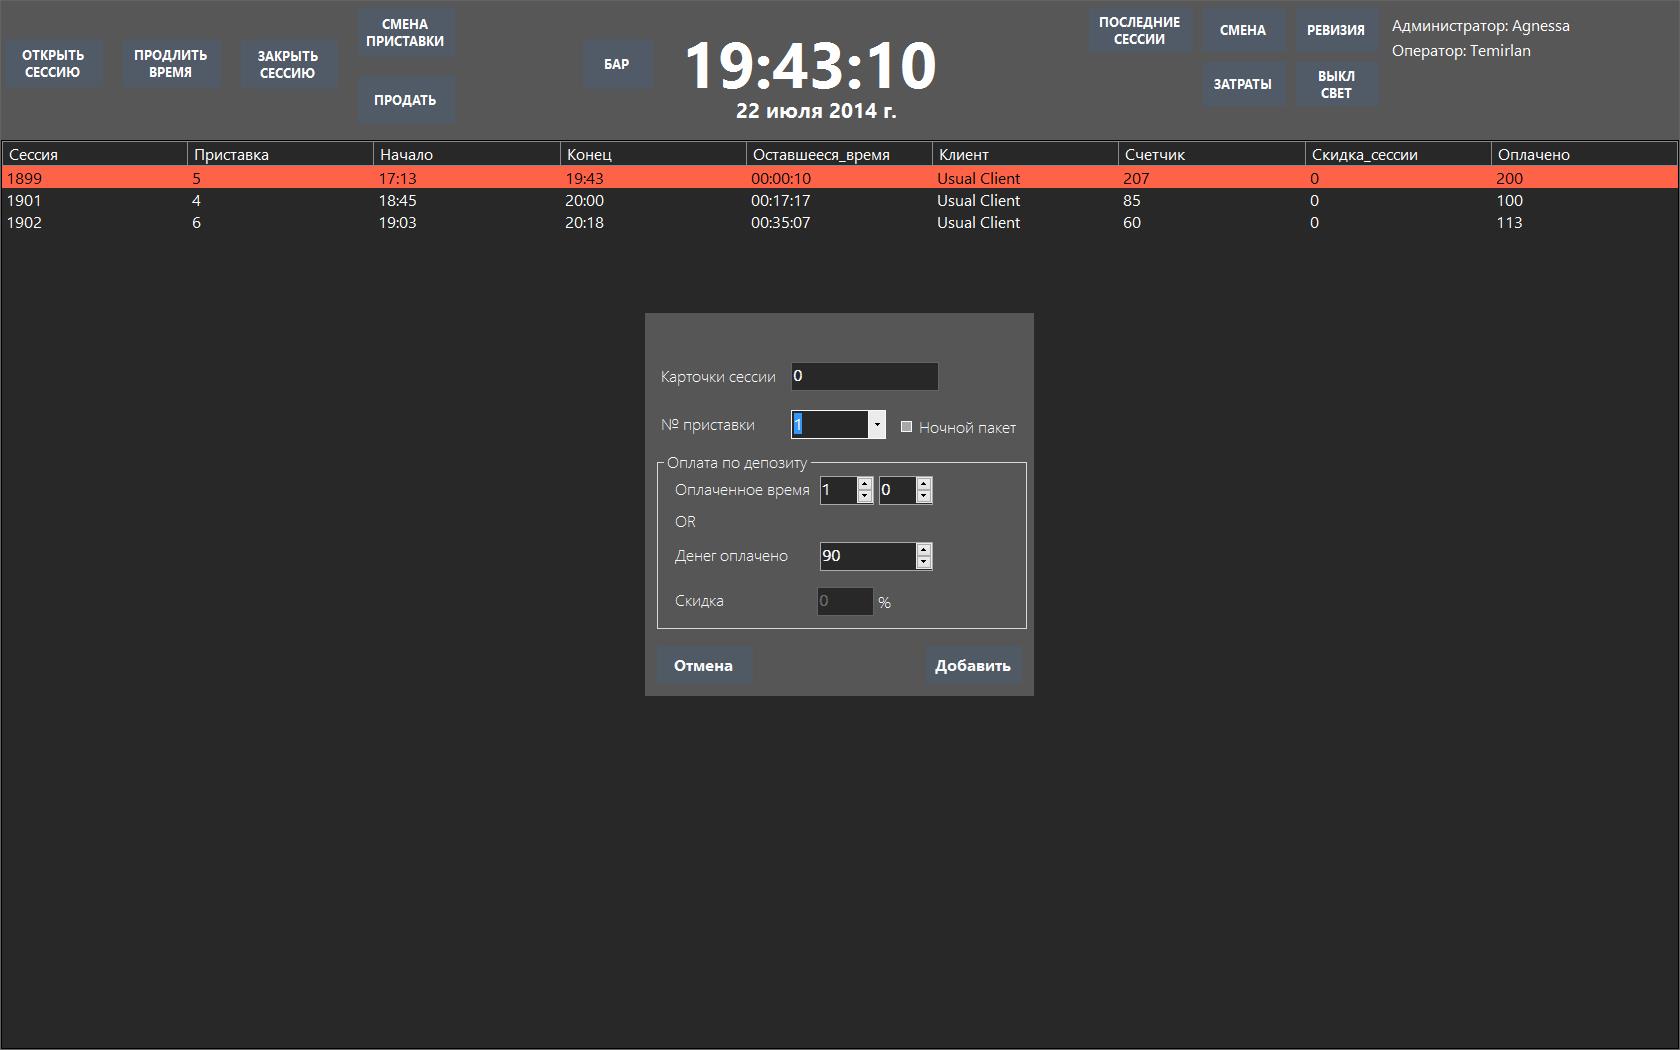 ОТКРЫТЬ
СЕССИЮ
ПРОДЛИТЬ
ВРЕМЯ
ЗАКРЫТЬ
СЕССИЮ
СМЕНА
ПРИСТАВКИ
ПРОДАТЬ
БАР
19:43:10
22 июля 2014 г.
ПОСЛЕДНИЕ
СЕССИИ
СМЕНА
РЕВИЗИЯ
ЗАТРАТЫ
ВЫКЛ
СВЕТ
Администратор: Agnessa
Оператор: Temirlan
Сессия Приставка Начало Конец Оставшееся_время Клиент Счетчик Скидка_сессии Оплачено
1899 5 17:13 19:43 00:00:10 Usual Client 207 0 200
1901 4 18:45 20:00 00:17:17 Usual Client 85 0 100
1902 6 19:03 20:18 00:35:07 Usual Client 60 0 113
Карточки сессии 0
№ приставки 1 Ночной пакет
Оплата по депозиту
Оплаченное время 1 0
OR
Денег оплачено 90
Скидка 0 %
Отмена Добавить